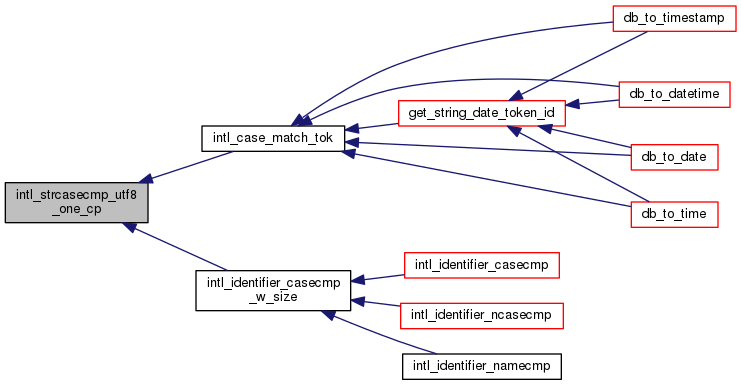 db_to_timestamp
db_to_datetime
get_string_date_token_id
intl_case_match_tok
db_to_date
intl_strcasecmp_utf8
_one_cp
db_to_time
intl_identifier_casecmp
intl_identifier_casecmp
_w_size
intl_identifier_ncasecmp
intl_identifier_namecmp